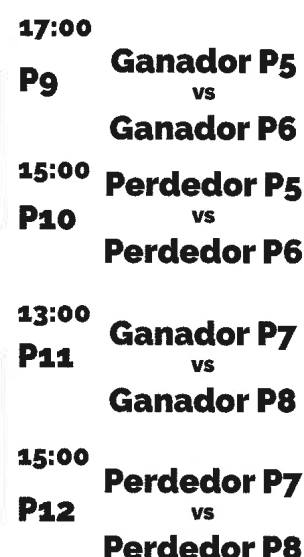 17:00
P9
Ganador P5
vs
Ganador P6
15:00
P10
Perdedor P5
vs
Perdedor P6
13:00
P11
Ganador P7
vs
Ganador P8
15:00
P12
Perdedor P7
vs
Perdedor P8